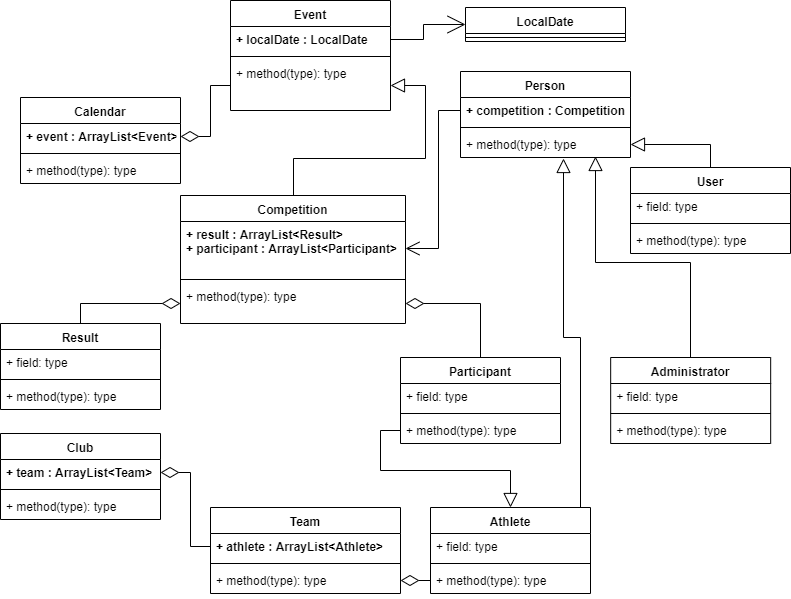 Event
+ localDate : LocalDate
+ method(type): type
LocalDate
Calendar
+ event : ArrayList<Event>
+ method(type): type
Person
+ competition : Competition
+ method(type): type
User
+ field: type
+ method(type): type
Competition
+ result : ArrayList<Result>
+ participant : ArrayList<Participant>
+ method(type): type
Result
+ field: type
+ method(type): type
Participant
+ field: type
+ method(type): type
Administrator
+ field: type
+ method(type): type
Club
+ team : ArrayList<Team>
+ method(type): type
Team
+ athlete : ArrayList<Athlete>
+ method(type): type
Athlete
+ field: type
+ method(type): type